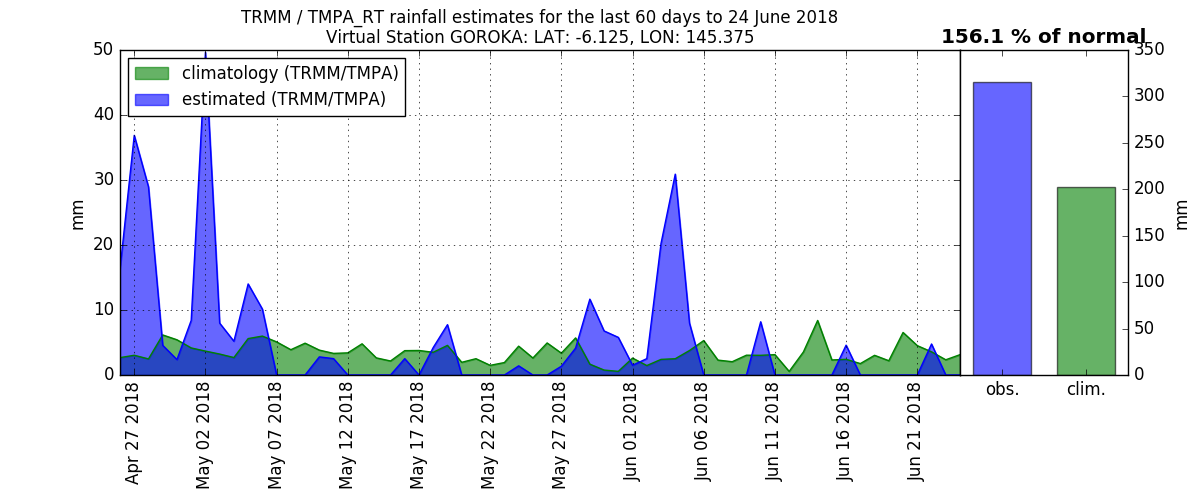 TRMM / TMPA_RT rainfall estimates for the last 60 days to 24 June 2018
Virtual Station GOROKA: LAT: -6.125, LON: 145.375
156.1 % of normal
climatology (TRMM/TMPA)
estimated (TRMM/TMPA)
mm
50
40
30
20
10
0
Apr 27 2018
May 02 2018
May 07 2018
May 12 2018
May 17 2018
May 22 2018
May 27 2018
Jun 01 2018
Jun 06 2018
Jun 11 2018
Jun 16 2018
Jun 21 2018
obs.
clim.
350
300
250
200
150
100
50
0
mm